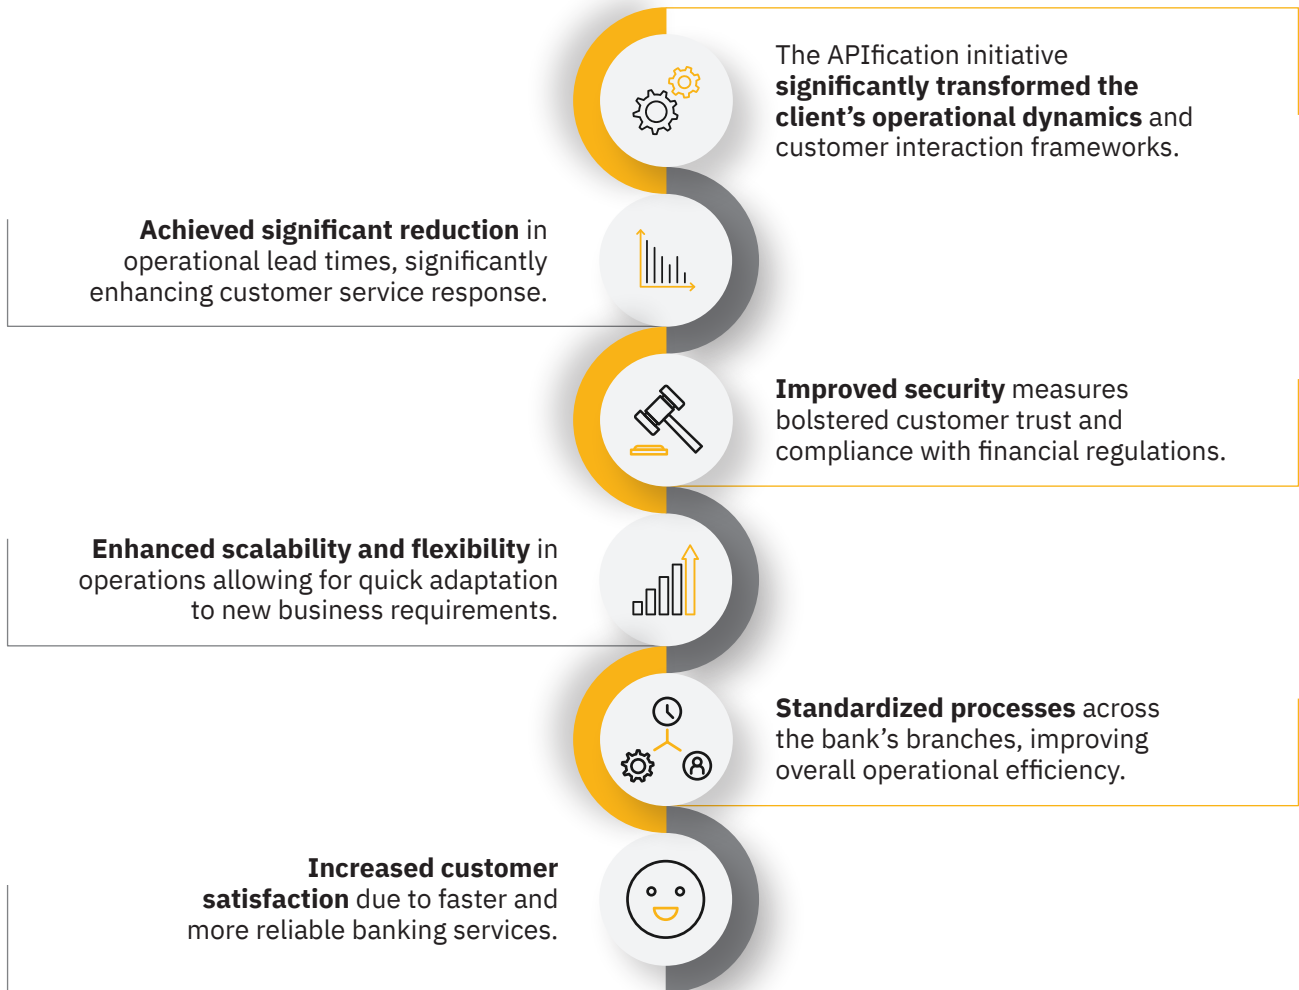 The APIfication initiative
significantly transformed the
client’s operational dynamics and
customer interaction frameworks.
Achieved significant reduction in
operational lead times, significantly
enhancing customer service response.
Improved security measures
bolstered customer trust and
compliance with financial regulations.
Enhanced scalability and flexibility in
operations allowing for quick adaptation
to new business requirements.
Standardized processes across
the bank’s branches, improving
overall operational efficiency.
Increased customer
satisfaction due to faster and
more reliable banking services.